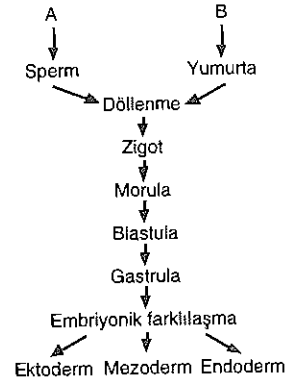 A B
Sperm Yumurta
Döllenme
Zigot
Morula
Blastula
Gastrula
Embriyonik farklılaşma
Ektoderm Mezoderm Endoderm